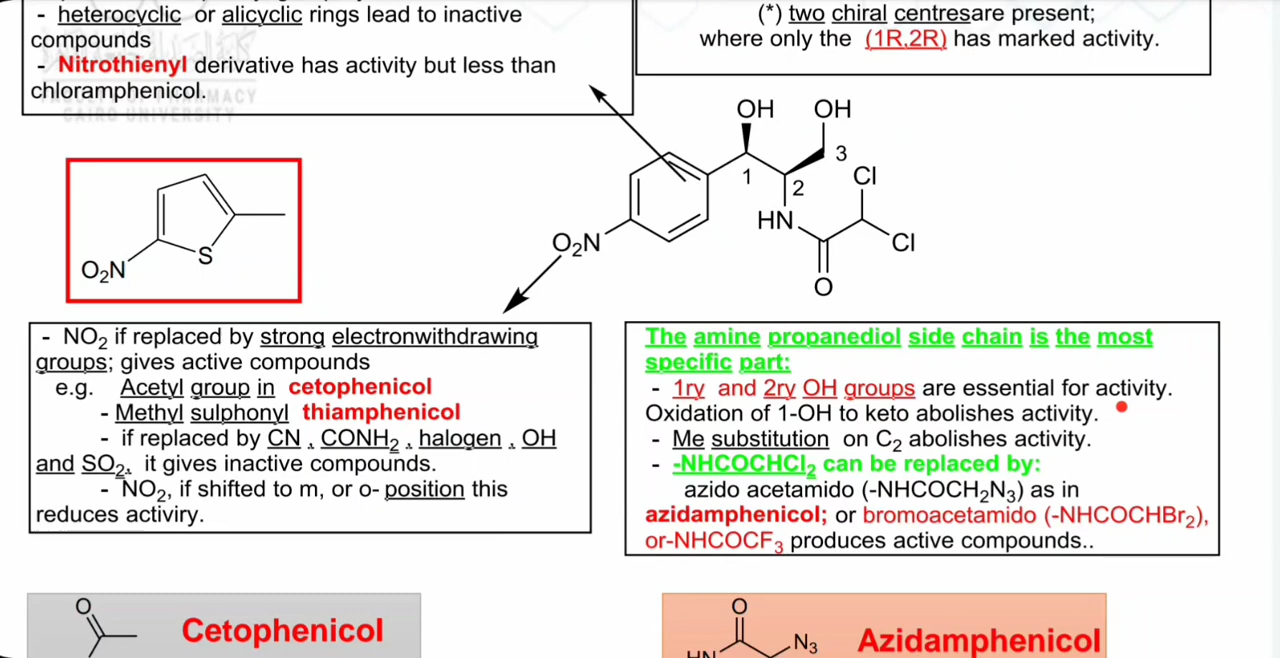 - heterocyclic or alicyclic rings lead to inactive
compounds
- Nitrothienyl derivative has activity but less than
chloramphenicol.
MACY
CAIRO UNIVERSITY
(*) two chiral centresare present;
where only the (1R,2R) has marked activity.
OH OH
3
1
2
Cl
HN
Cl
O₂N
O
S
O₂N
- NO₂ if replaced by strong electronwithdrawing
groups; gives active compounds
e.g. Acetyl group in cetophenicol
- Methyl sulphonyl thiamphenicol
- if replaced by CN , CONH₂ , halogen , OH
and SO₂, it gives inactive compounds.
- NO₂, if shifted to m, or o- position this
reduces activiry.
The amine propanediol side chain is the most
specific part:
- 1ry and 2ry OH groups are essential for activity.
Oxidation of 1-OH to keto abolishes activity.
- Me substitution on C₂ abolishes activity.
- -NHCOCHCl₂ can be replaced by:
azido acetamido (-NHCOCH₂N₃) as in
azidamphenicol; or bromoacetamido (-NHCOCHBr₂),
or-NHCOCF₃ produces active compounds..
O
Cetophenicol
O
N₃
HN
Azidamphenicol